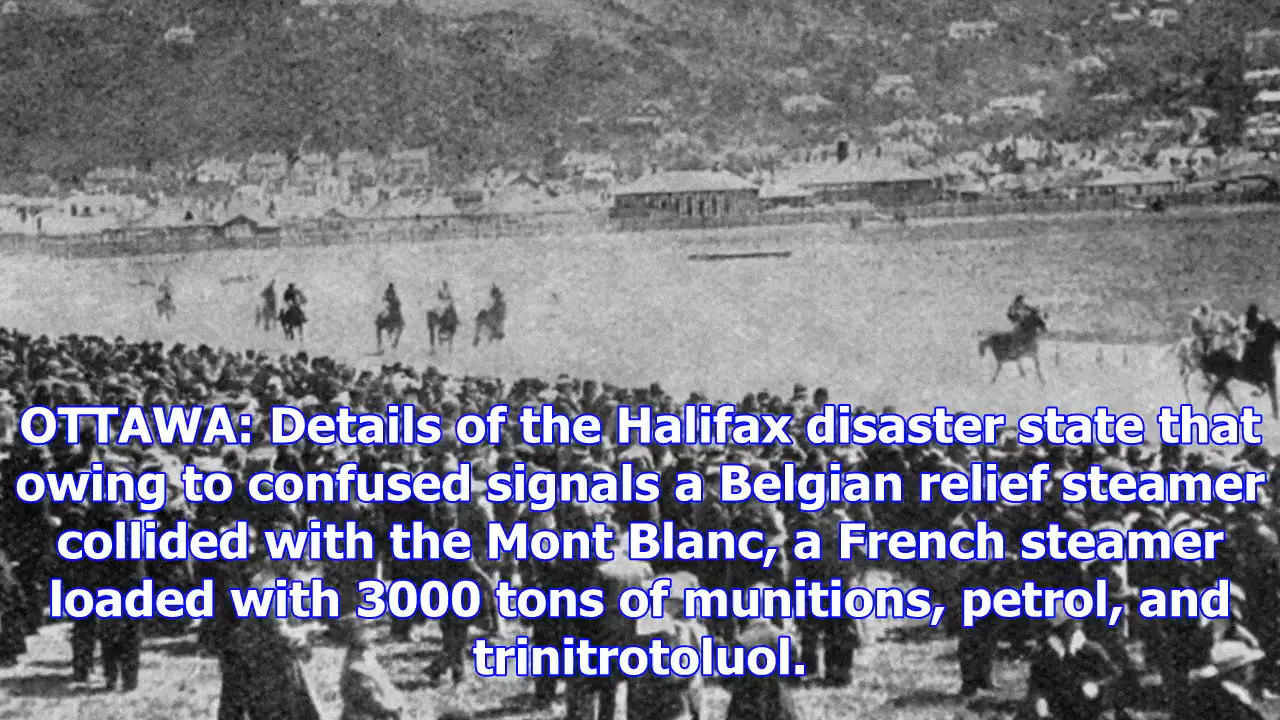 OTTAWA: Details of the Halifax disaster state that
owing to confused signals a Belgian relief steamer
collided with the Mont Blanc, a French steamer
loaded with 3000 tons of munitions, petrol, and
trinitrotoluol.